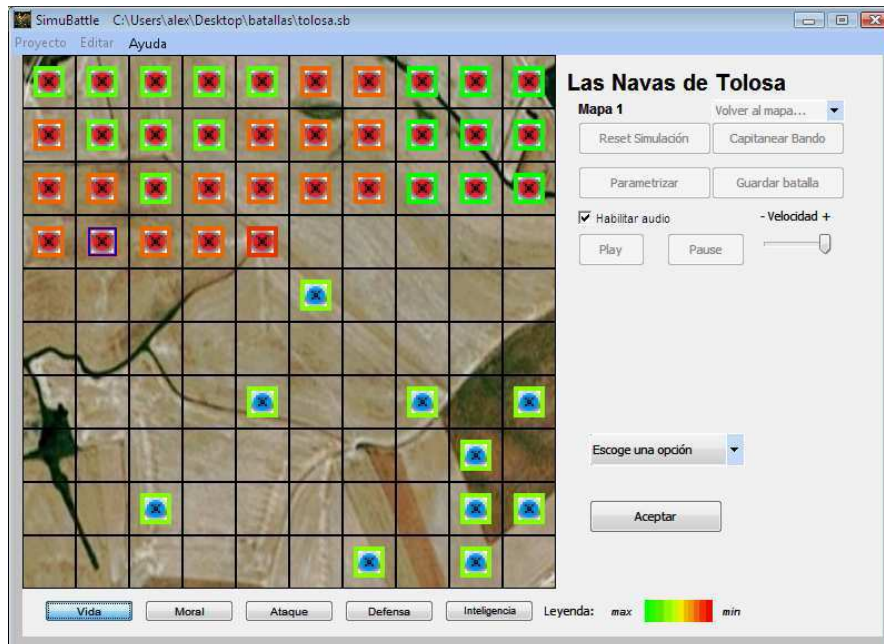 SimuBattle C:\Users\alex\Desktop\batallas\tolosa.sb
Proyecto Editar Ayuda
Las Navas de Tolosa
Mapa 1 Volver al mapa...
Reset Simulación Capitanear Bando
Parametrizar Guardar batalla
Habilitar audio - Velocidad +
Play Pause
Escoge una opción
Aceptar
Vida Moral Ataque Defensa Inteligencia Leyenda: max min